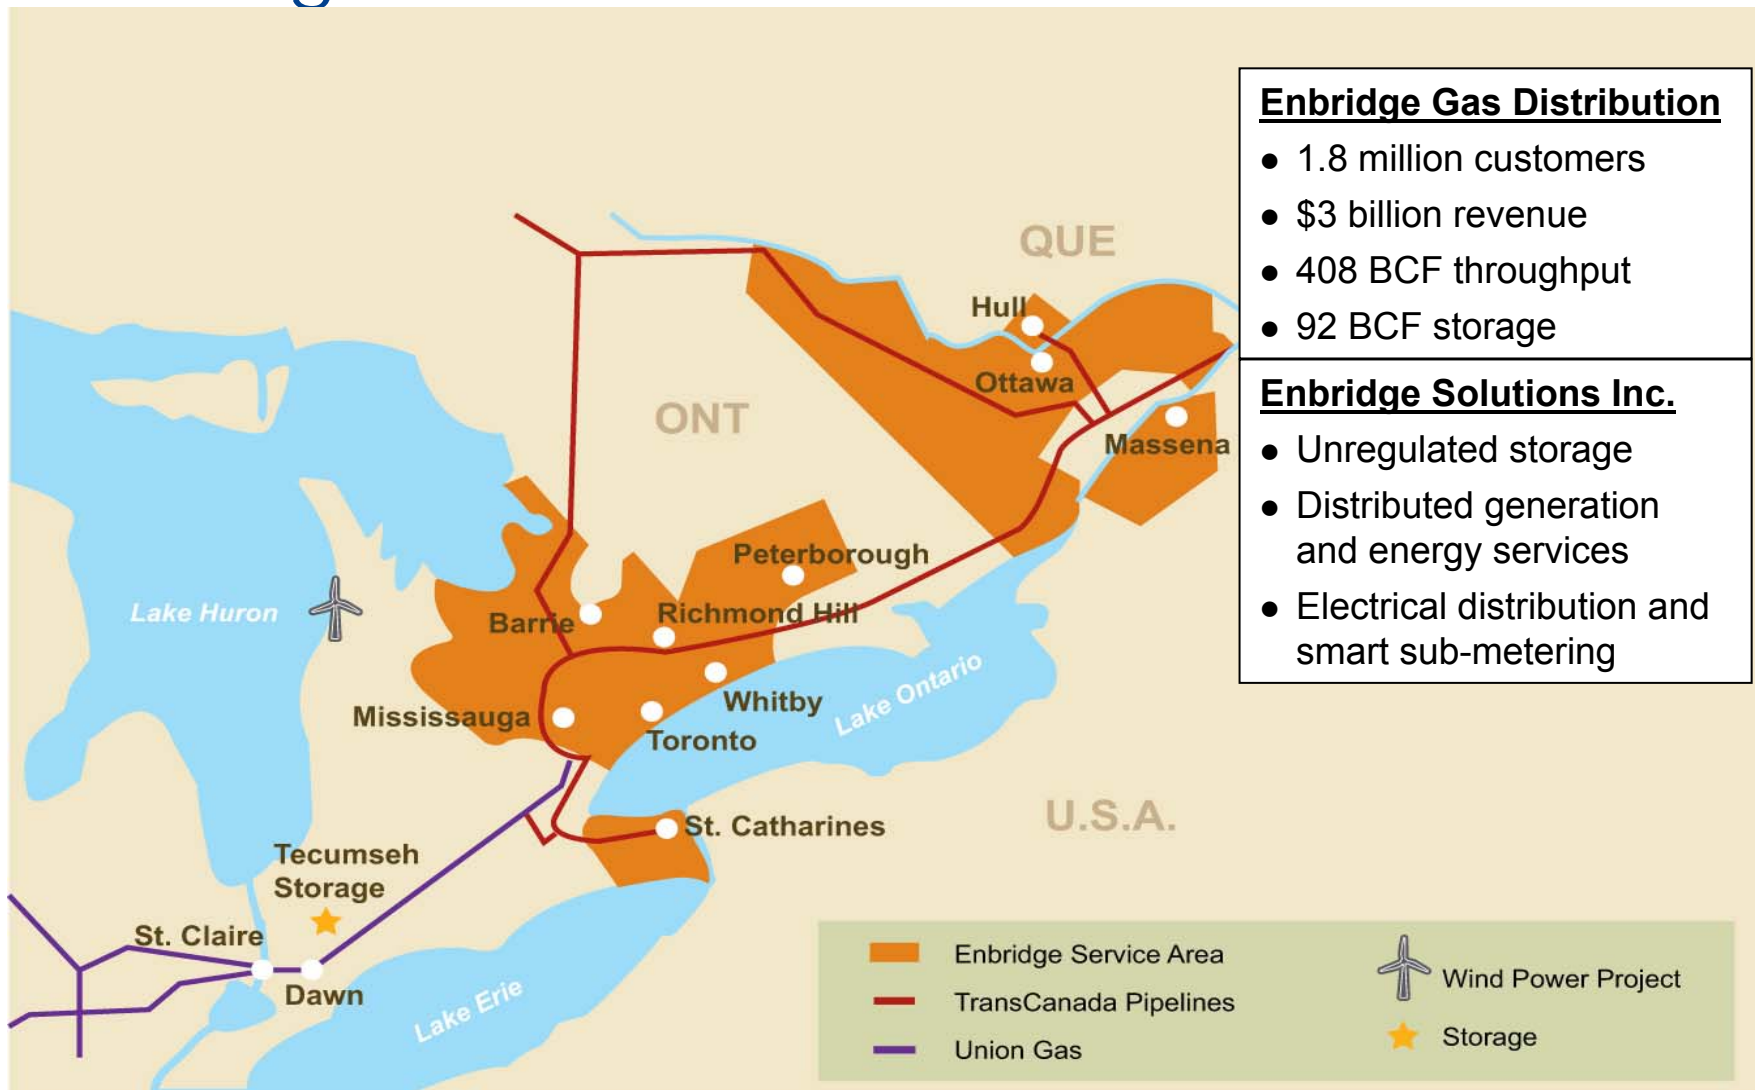 Enbridge Gas Distribution
● 1.8 million customers
● $3 billion revenue
● 408 BCF throughput
● 92 BCF storage
Enbridge Solutions Inc.
● Unregulated storage
● Distributed generation
and energy services
● Electrical distribution and
smart sub-metering
QUE
Hull
Ottawa
ONT
Massena
Peterborough
Lake Huron
Barrie
Richmond Hill
Mississauga
Whitby
Lake Ontario
Toronto
U.S.A.
St. Catharines
Tecumseh
Storage
St. Claire
Dawn
Lake Erie
Enbridge Service Area
TransCanada Pipelines
Union Gas
Wind Power Project
Storage